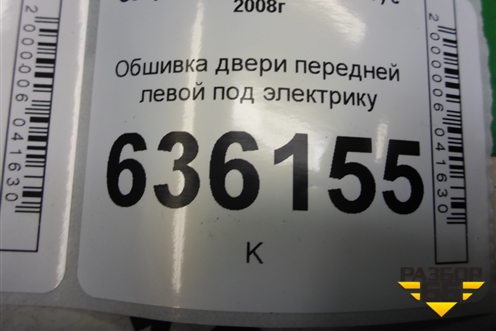 2008г
Обшивка двери передней
левой под электрику
636155
K
2000006041630
2000006041630
РАЗБОР